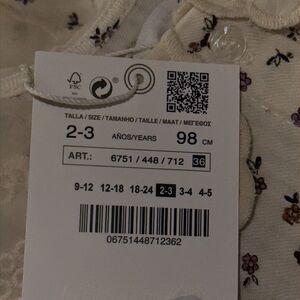 FSC
TALLA / SIZE / TAMANHO / TAILLE / MAAT / ΜΕΓΕΘΟΣ
2-3 AÑOS/YEARS 98 CM
ART.: 6751 / 448 / 712 36
9-12 12-18 18-24 2-3 3-4 4-5
06751448712362